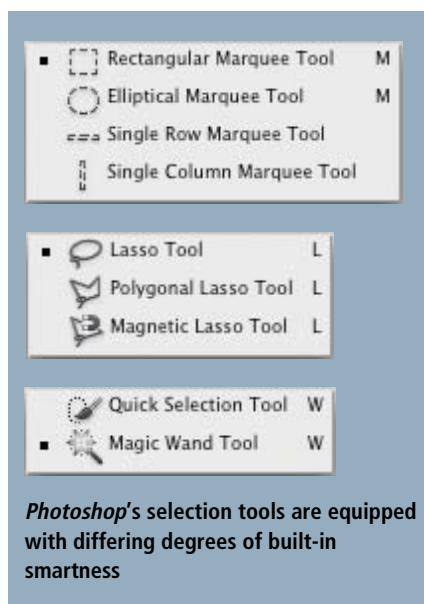 Rectangular Marquee Tool M
Elliptical Marquee Tool M
Single Row Marquee Tool
Single Column Marquee Tool
Lasso Tool L
Polygonal Lasso Tool L
Magnetic Lasso Tool L
Quick Selection Tool W
Magic Wand Tool W
Photoshop's selection tools are equipped
with differing degrees of built-in
smartness